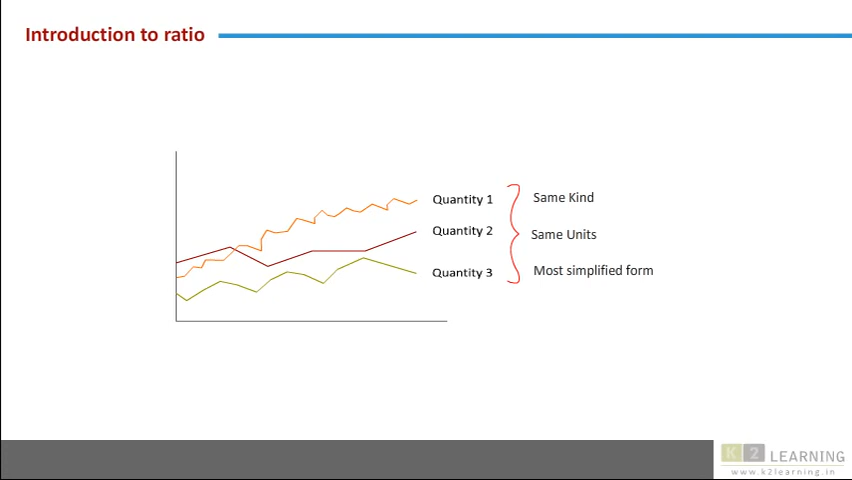 Introduction to ratio
Quantity 1
Same Kind
Quantity 2
Same Units
Quantity 3
Most simplified form
K2 LEARNING
www.k2learning.in